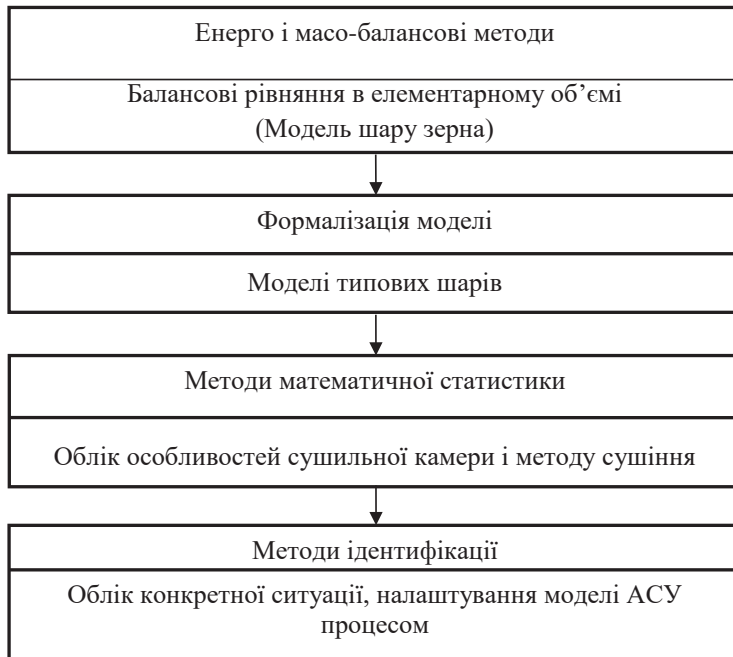 Енерго і масо-балансові методи
Балансові рівняння в елементарному об’ємі
(Модель шару зерна)
Формалізація моделі
Моделі типових шарів
Методи математичної статистики
Облік особливостей сушильної камери і методу сушіння
Методи ідентифікації
Облік конкретної ситуації, налаштування моделі АСУ
процесом